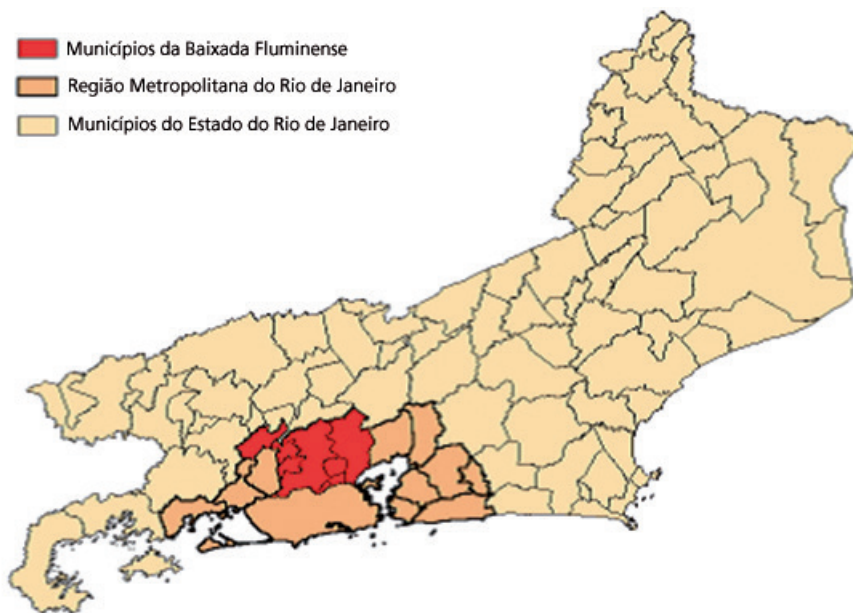 Municípios da Baixada Fluminense
Região Metropolitana do Rio de Janeiro
Municípios do Estado do Rio de Janeiro